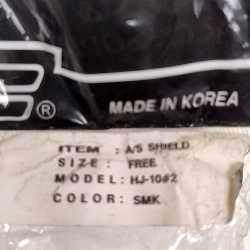 MADE IN KOREA
®
ITEM : A/S SHIELD
SIZE : FREE
MODEL : HJ-10#2
COLOR : SMK